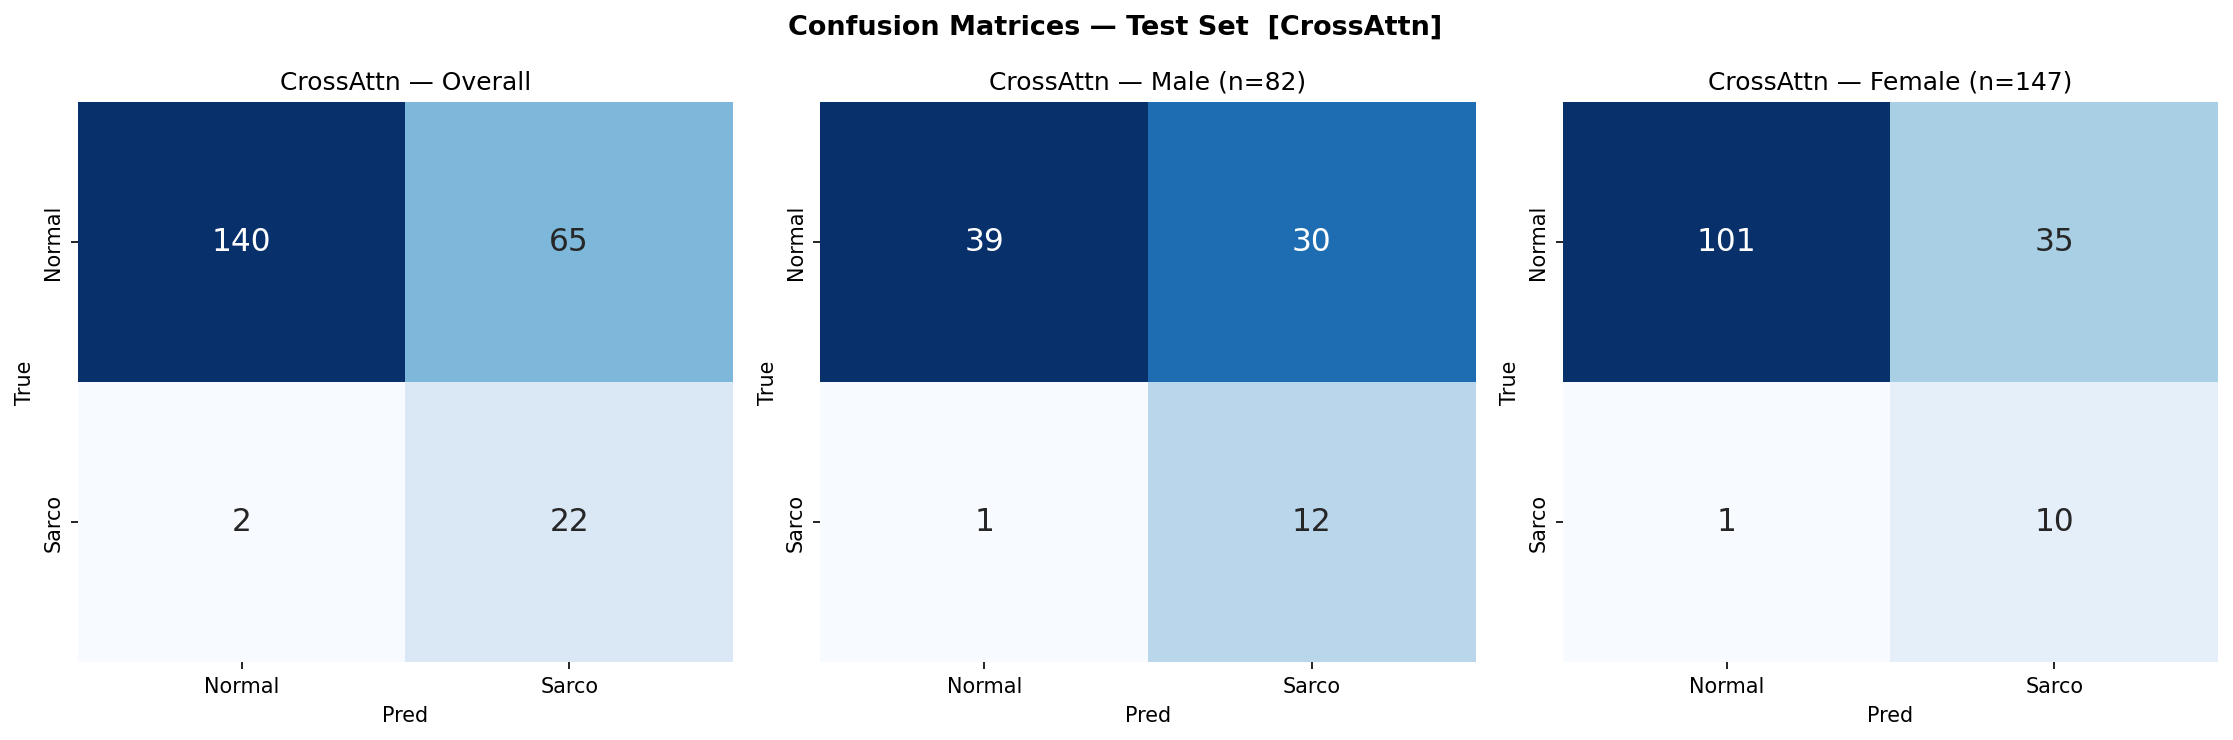 Confusion Matrices — Test Set [CrossAttn]
CrossAttn — Overall
True
Normal
Sarco
140
65
2
22
Normal
Sarco
Pred
CrossAttn — Male (n=82)
True
Normal
Sarco
39
30
1
12
Normal
Sarco
Pred
CrossAttn — Female (n=147)
True
Normal
Sarco
101
35
1
10
Normal
Sarco
Pred